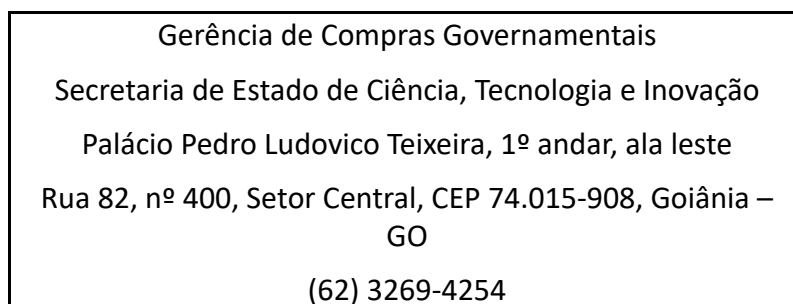 Gerência de Compras Governamentais
Secretaria de Estado de Ciência, Tecnologia e Inovação
Palácio Pedro Ludovico Teixeira, 1º andar, ala leste
Rua 82, nº 400, Setor Central, CEP 74.015-908, Goiânia –
GO
(62) 3269-4254